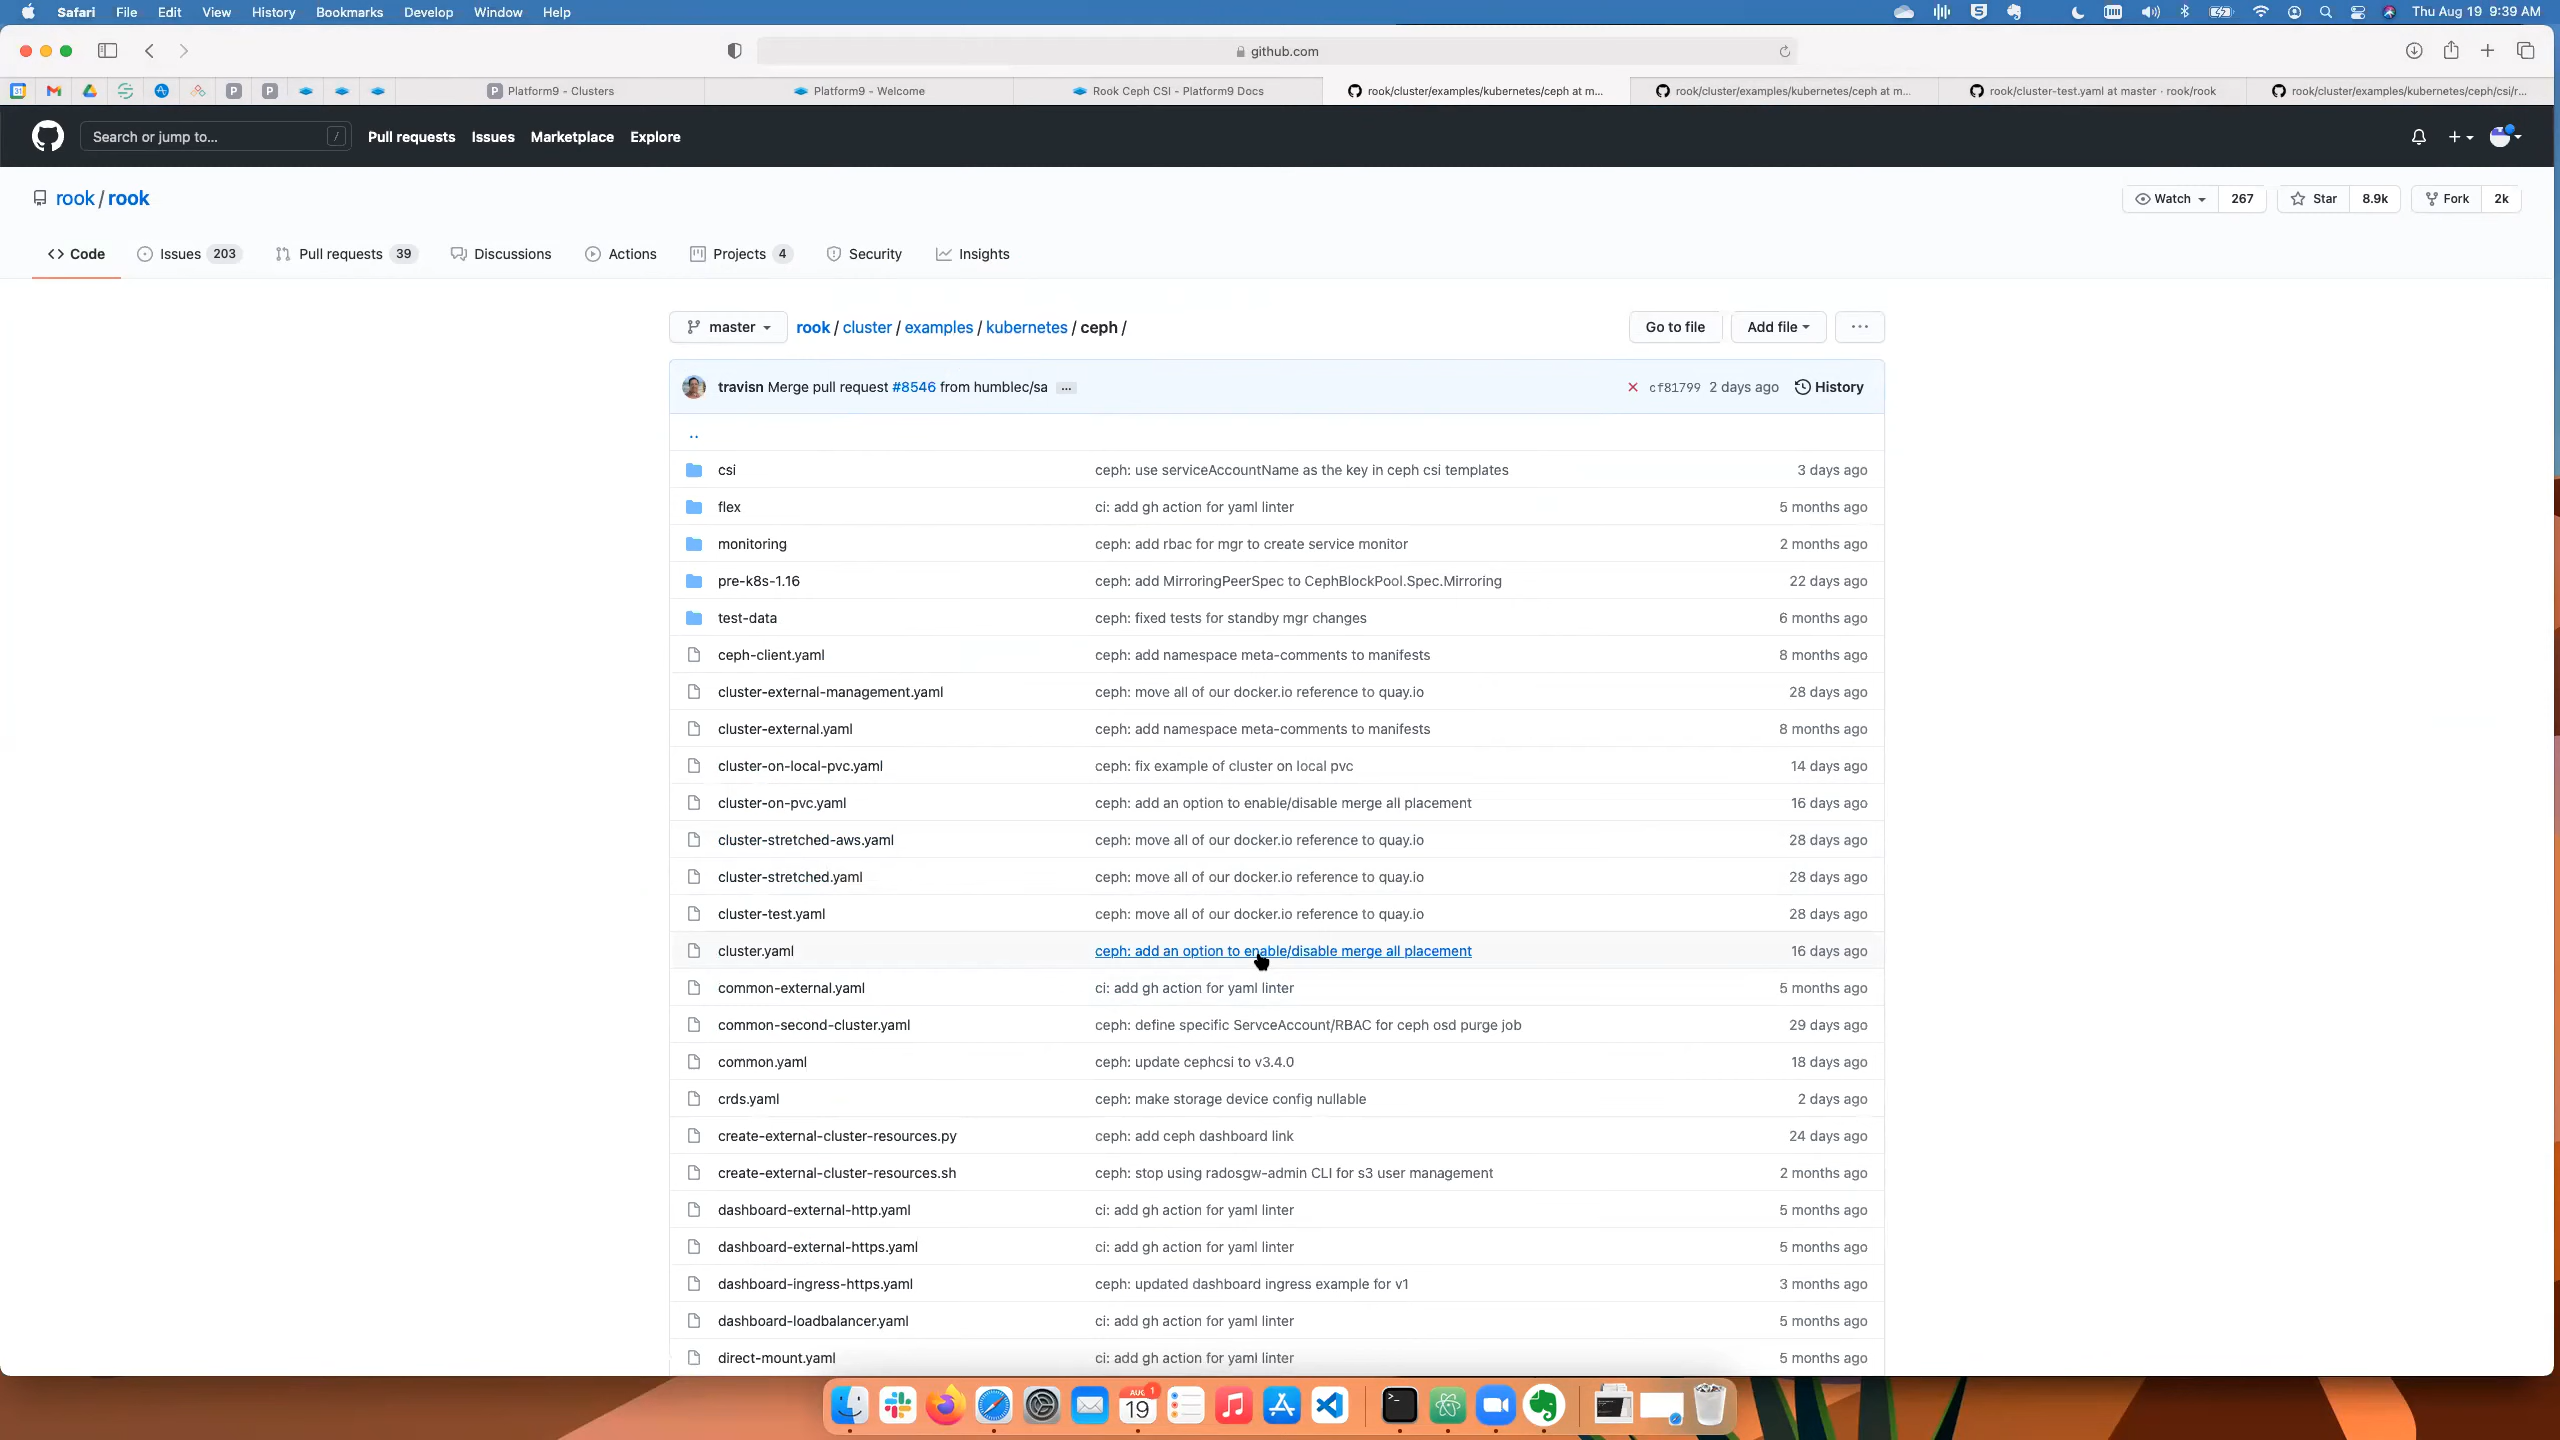 Safari File Edit View History Bookmarks Develop Window Help Thu Aug 19 9:39 AM
github.com
Platform9 - Clusters Platform9 - Welcome Rook Ceph CSI - Platform9 Docs rook/cluster/examples/kubernetes/ceph at m... rook/cluster/examples/kubernetes/ceph at m... rook/cluster-test.yaml at master · rook/rook rook/cluster/examples/kubernetes/ceph/csi/r...
Search or jump to... / Pull requests Issues Marketplace Explore
rook / rook Watch 267 Star 8.9k Fork 2k
Code Issues 203 Pull requests 39 Discussions Actions Projects 4 Security Insights
master rook / cluster / examples / kubernetes / ceph / Go to file Add file ...
travisn Merge pull request #8546 from humblec/sa ... cf81799 2 days ago History
..
csi ceph: use serviceAccountName as the key in ceph csi templates 3 days ago
flex ci: add gh action for yaml linter 5 months ago
monitoring ceph: add rbac for mgr to create service monitor 2 months ago
pre-k8s-1.16 ceph: add MirroringPeerSpec to CephBlockPool.Spec.Mirroring 22 days ago
test-data ceph: fixed tests for standby mgr changes 6 months ago
ceph-client.yaml ceph: add namespace meta-comments to manifests 8 months ago
cluster-external-management.yaml ceph: move all of our docker.io reference to quay.io 28 days ago
cluster-external.yaml ceph: add namespace meta-comments to manifests 8 months ago
cluster-on-local-pvc.yaml ceph: fix example of cluster on local pvc 14 days ago
cluster-on-pvc.yaml ceph: add an option to enable/disable merge all placement 16 days ago
cluster-stretched-aws.yaml ceph: move all of our docker.io reference to quay.io 28 days ago
cluster-stretched.yaml ceph: move all of our docker.io reference to quay.io 28 days ago
cluster-test.yaml ceph: move all of our docker.io reference to quay.io 28 days ago
cluster.yaml ceph: add an option to enable/disable merge all placement 16 days ago
common-external.yaml ci: add gh action for yaml linter 5 months ago
common-second-cluster.yaml ceph: define specific ServceAccount/RBAC for ceph osd purge job 29 days ago
common.yaml ceph: update cephcsi to v3.4.0 18 days ago
crds.yaml ceph: make storage device config nullable 2 days ago
create-external-cluster-resources.py ceph: add ceph dashboard link 24 days ago
create-external-cluster-resources.sh ceph: stop using radosgw-admin CLI for s3 user management 2 months ago
dashboard-external-http.yaml ci: add gh action for yaml linter 5 months ago
dashboard-external-https.yaml ci: add gh action for yaml linter 5 months ago
dashboard-ingress-https.yaml ceph: updated dashboard ingress example for v1 3 months ago
dashboard-loadbalancer.yaml ci: add gh action for yaml linter 5 months ago
direct-mount.yaml ci: add gh action for yaml linter 5 months ago
AUG 19 1